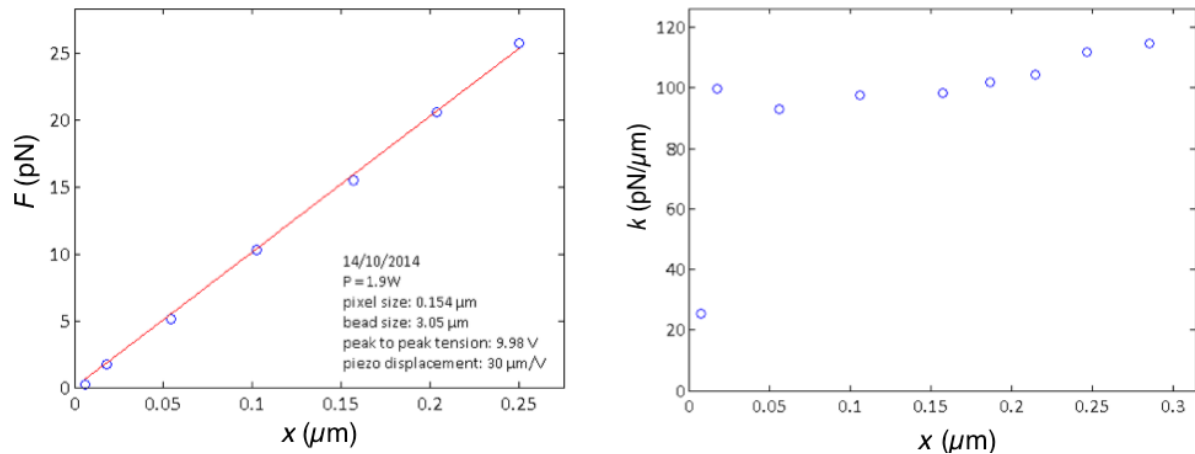 25
20
15
10
5
0
F (pN)
14/10/2014
P = 1.9W
pixel size: 0.154 µm
bead size: 3.05 µm
peak to peak tension: 9.98 V
piezo displacement: 30 µm/V
0 0.05 0.1 0.15 0.2 0.25
x (µm)
120
100
80
60
40
20
0
k (pN/µm)
0 0.05 0.1 0.15 0.2 0.25 0.3
x (µm)